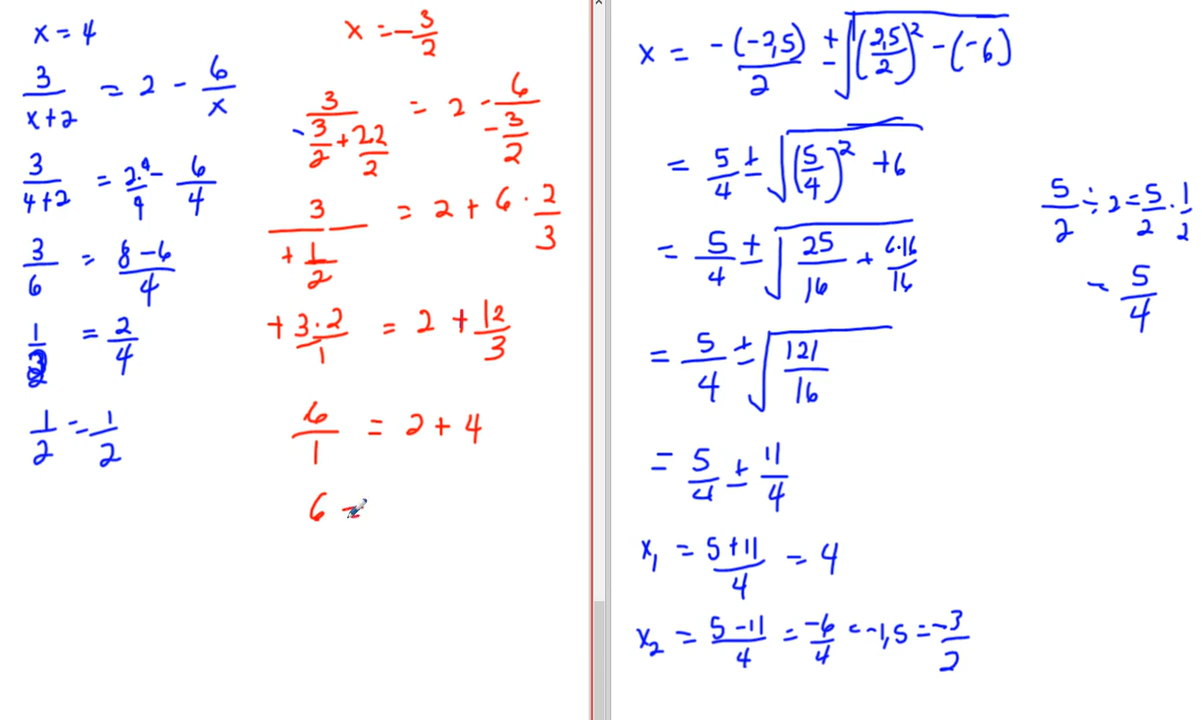 x = 4
3/(x+2) = 2 - 6/x
3/(4+2) = 2·4/4 - 6/4
3/6 = (8-6)/4
1/2 = 2/4
1/2 = 1/2
x = -3/2
3/(-3/2 + 2·2/2) = 2 - 6/(-3/2)
3/(+1/2) = 2 + 6 · 2/3
+3·2/1 = 2 + 12/3
6/1 = 2 + 4
6 =
x = -(-2,5)/2 ± √((2,5/2)² - (-6))
= 5/4 ± √((5/4)² + 6)
= 5/4 ± √(25/16 + 6·16/16)
= 5/4 ± √(121/16)
= 5/4 ± 11/4
x₁ = (5+11)/4 = 4
x₂ = (5-11)/4 = -6/4 = -1,5 = -3/2
5/2 ÷ 2 = 5/2 · 1/2
= 5/4